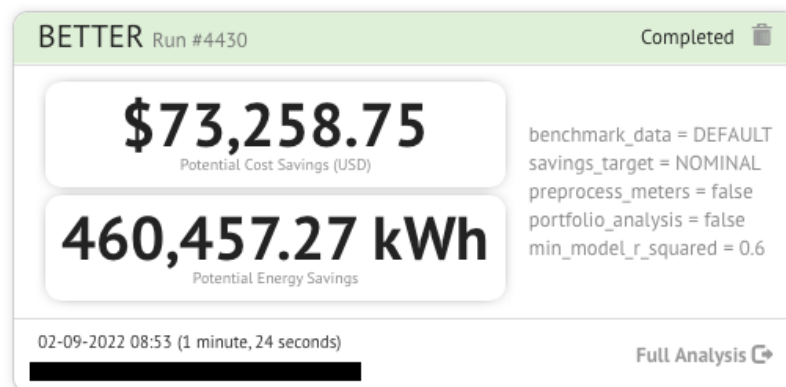 BETTER Run #4430
Completed
$73,258.75
Potential Cost Savings (USD)
460,457.27 kWh
Potential Energy Savings
benchmark_data = DEFAULT
savings_target = NOMINAL
preprocess_meters = false
portfolio_analysis = false
min_model_r_squared = 0.6
02-09-2022 08:53 (1 minute, 24 seconds)
Full Analysis